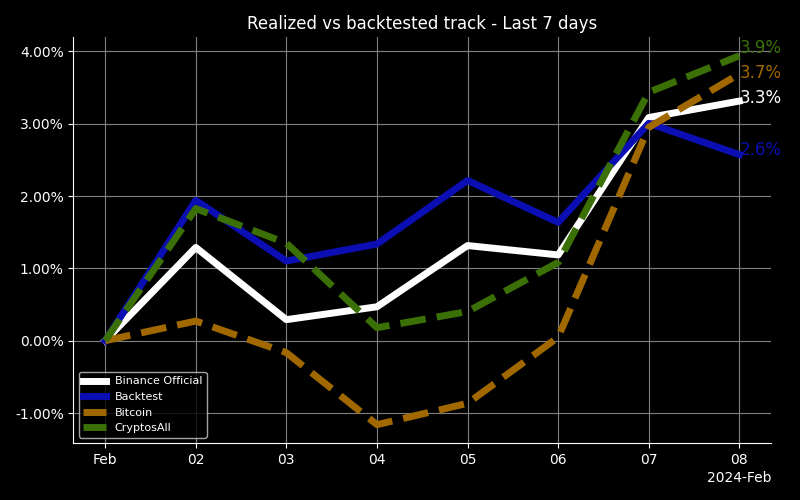 Realized vs backtested track - Last 7 days
4.00%
3.00%
2.00%
1.00%
0.00%
-1.00%
3.9%
3.7%
3.3%
2.6%
Binance Official
Backtest
Bitcoin
CryptosAll
Feb 02 03 04 05 06 07 08
2024-Feb